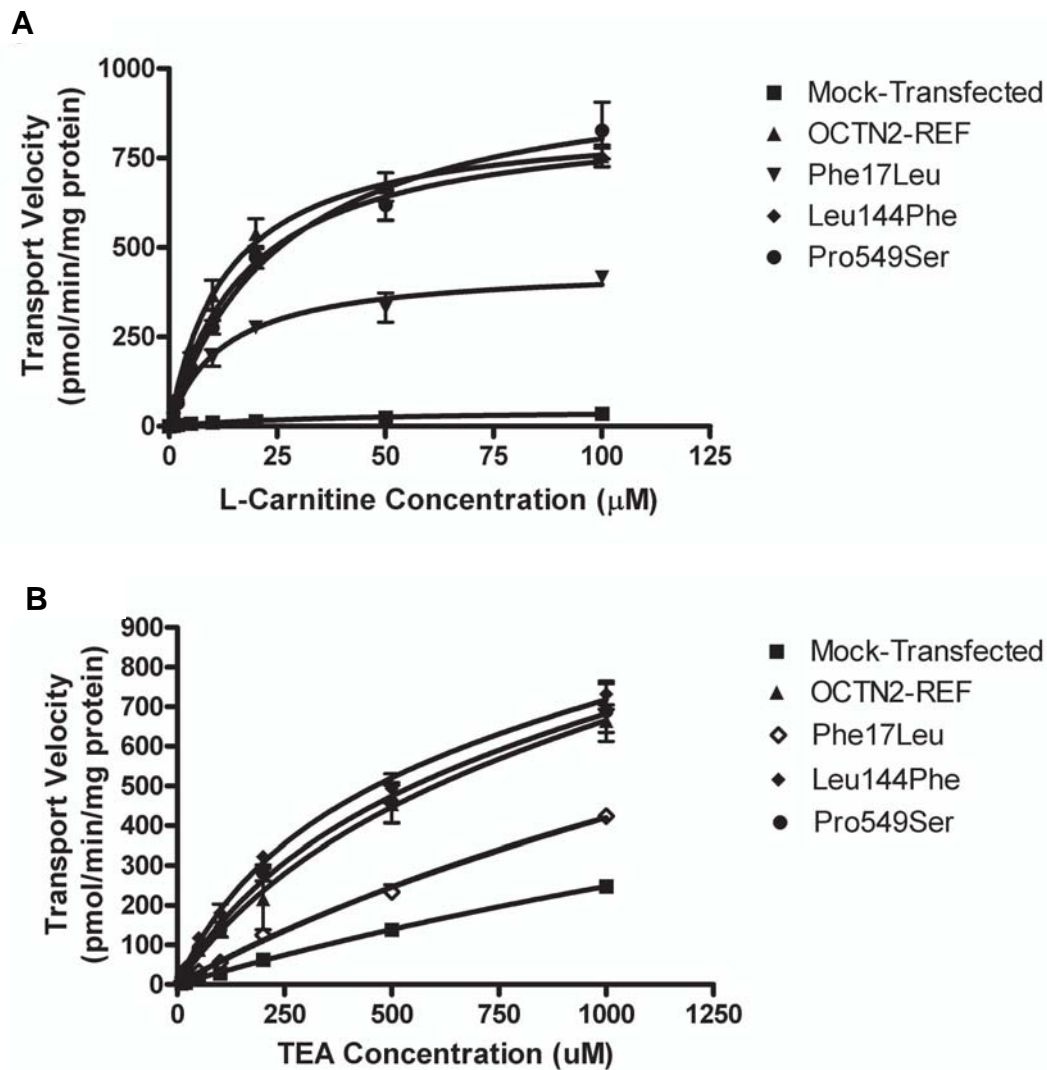 A
Transport Velocity
(pmol/min/mg protein)
1000
750
500
250
0
0 25 50 75 100 125
L-Carnitine Concentration (μM)
Mock-Transfected
OCTN2-REF
Phe17Leu
Leu144Phe
Pro549Ser
B
Transport Velocity
(pmol/min/mg protein)
900
800
700
600
500
400
300
200
100
0
0 250 500 750 1000 1250
TEA Concentration (uM)
Mock-Transfected
OCTN2-REF
Phe17Leu
Leu144Phe
Pro549Ser